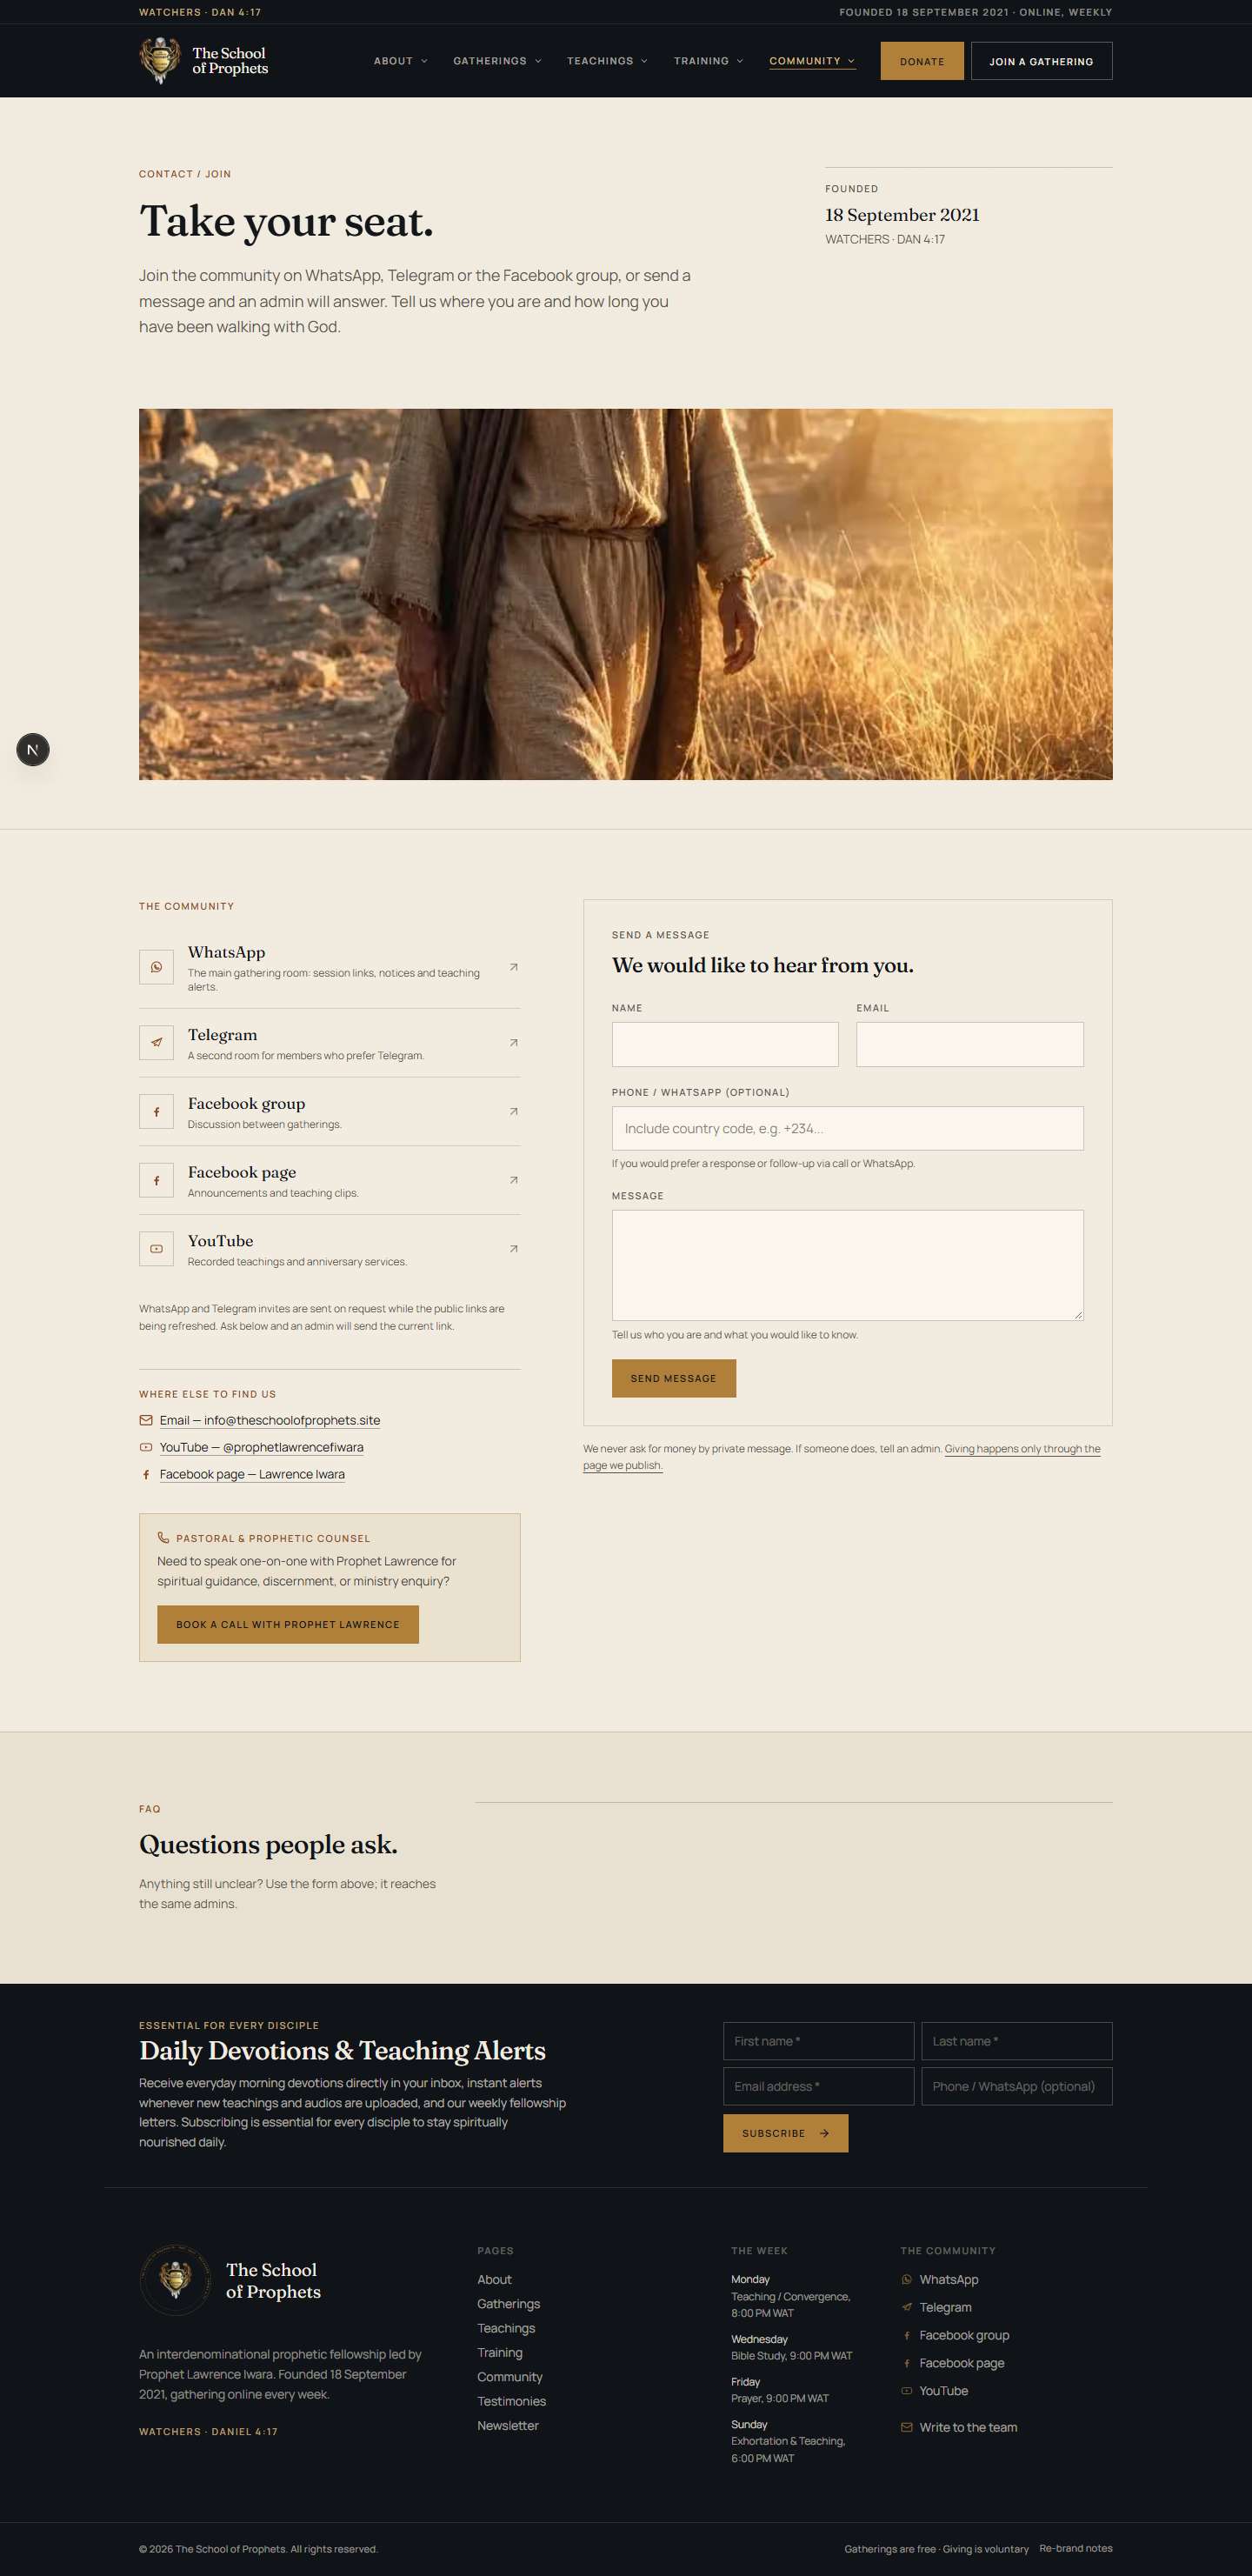 WATCHERS · DAN 4:17
FOUNDED 18 SEPTEMBER 2021 · ONLINE, WEEKLY
The School
of Prophets
ABOUT
GATHERINGS
TEACHINGS
TRAINING
COMMUNITY
DONATE
JOIN A GATHERING
CONTACT / JOIN
Take your seat.
Join the community on WhatsApp, Telegram or the Facebook group, or send a
message and an admin will answer. Tell us where you are and how long you
have been walking with God.
FOUNDED
18 September 2021
WATCHERS · DAN 4:17
N
THE COMMUNITY
WhatsApp
The main gathering room: session links, notices and teaching
alerts.
Telegram
A second room for members who prefer Telegram.
Facebook group
Discussion between gatherings.
Facebook page
Announcements and teaching clips.
YouTube
Recorded teachings and anniversary services.
WhatsApp and Telegram invites are sent on request while the public links are
being refreshed. Ask below and an admin will send the current link.
WHERE ELSE TO FIND US
Email — info@theschoolofprophets.site
YouTube — @prophetlawrencefiwara
Facebook page — Lawrence Iwara
PASTORAL & PROPHETIC COUNSEL
Need to speak one-on-one with Prophet Lawrence for
spiritual guidance, discernment, or ministry enquiry?
BOOK A CALL WITH PROPHET LAWRENCE
SEND A MESSAGE
We would like to hear from you.
NAME
EMAIL
PHONE / WHATSAPP (OPTIONAL)
Include country code, e.g. +234...
If you would prefer a response or follow-up via call or WhatsApp.
MESSAGE
Tell us who you are and what you would like to know.
SEND MESSAGE
We never ask for money by private message. If someone does, tell an admin. Giving happens only through the
page we publish.
FAQ
Questions people ask.
Anything still unclear? Use the form above; it reaches
the same admins.
ESSENTIAL FOR EVERY DISCIPLE
Daily Devotions & Teaching Alerts
Receive everyday morning devotions directly in your inbox, instant alerts
whenever new teachings and audios are uploaded, and our weekly fellowship
letters. Subscribing is essential for every disciple to stay spiritually
nourished daily.
First name *
Last name *
Email address *
Phone / WhatsApp (optional)
SUBSCRIBE
The School
of Prophets
An interdenominational prophetic fellowship led by
Prophet Lawrence Iwara. Founded 18 September
2021, gathering online every week.
WATCHERS · DANIEL 4:17
PAGES
About
Gatherings
Teachings
Training
Community
Testimonies
Newsletter
THE WEEK
Monday
Teaching / Convergence,
8:00 PM WAT
Wednesday
Bible Study, 9:00 PM WAT
Friday
Prayer, 9:00 PM WAT
Sunday
Exhortation & Teaching,
6:00 PM WAT
THE COMMUNITY
WhatsApp
Telegram
Facebook group
Facebook page
YouTube
Write to the team
© 2026 The School of Prophets. All rights reserved.
Gatherings are free · Giving is voluntary
Re-brand notes